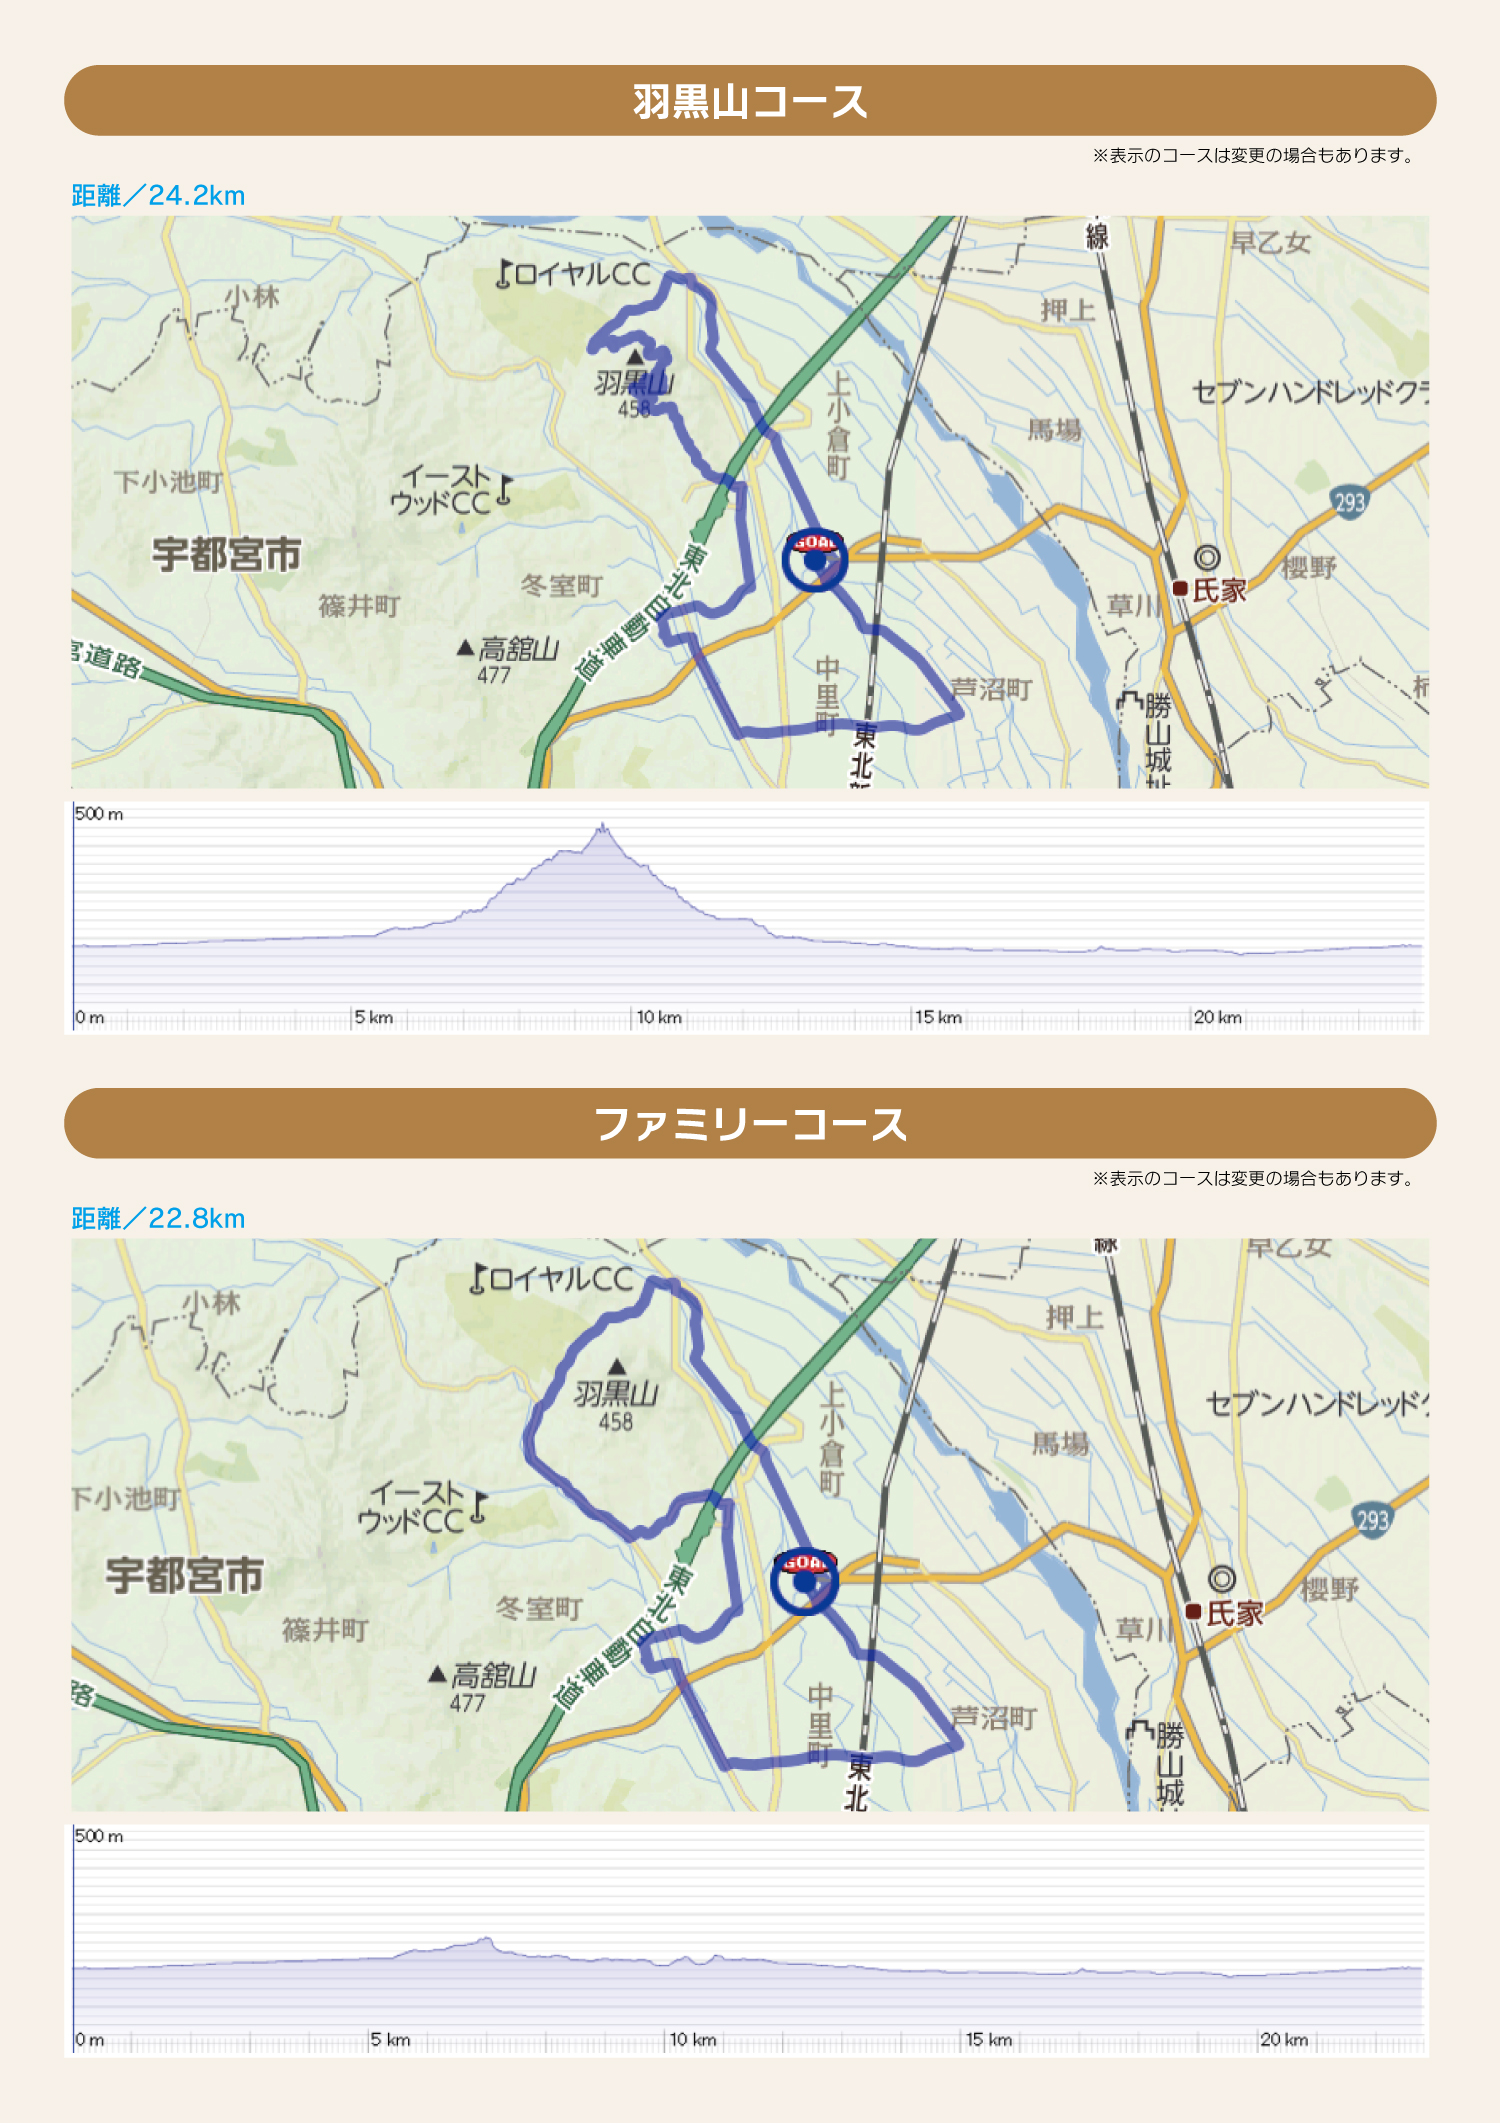 羽黒山コース
※表示のコースは変更の場合もあります。
距離／24.2km
線
早乙女
ロイヤルCC
小林
押上
羽黒山
458
上小倉町
セブンハンドレッドクラ
馬場
下小池町
イースト
ウッドCC
293
宇都宮市
GOAL
東北自動車道
冬室町
篠井町
櫻野
氏家
草川
高舘山
477
宮道路
中里町
芦沼町
勝山城址
東北新
500 m
0 m
5 km
10 km
15 km
20 km
ファミリーコース
※表示のコースは変更の場合もあります。
距離／22.8km
線
早乙女
ロイヤルCC
小林
押上
羽黒山
458
上小倉町
セブンハンドレッドク
馬場
下小池町
イースト
ウッドCC
293
宇都宮市
GOAL
東北自動車道
冬室町
篠井町
櫻野
氏家
草川
高舘山
477
路
中里町
芦沼町
勝山城
東北
500 m
0 m
5 km
10 km
15 km
20 km